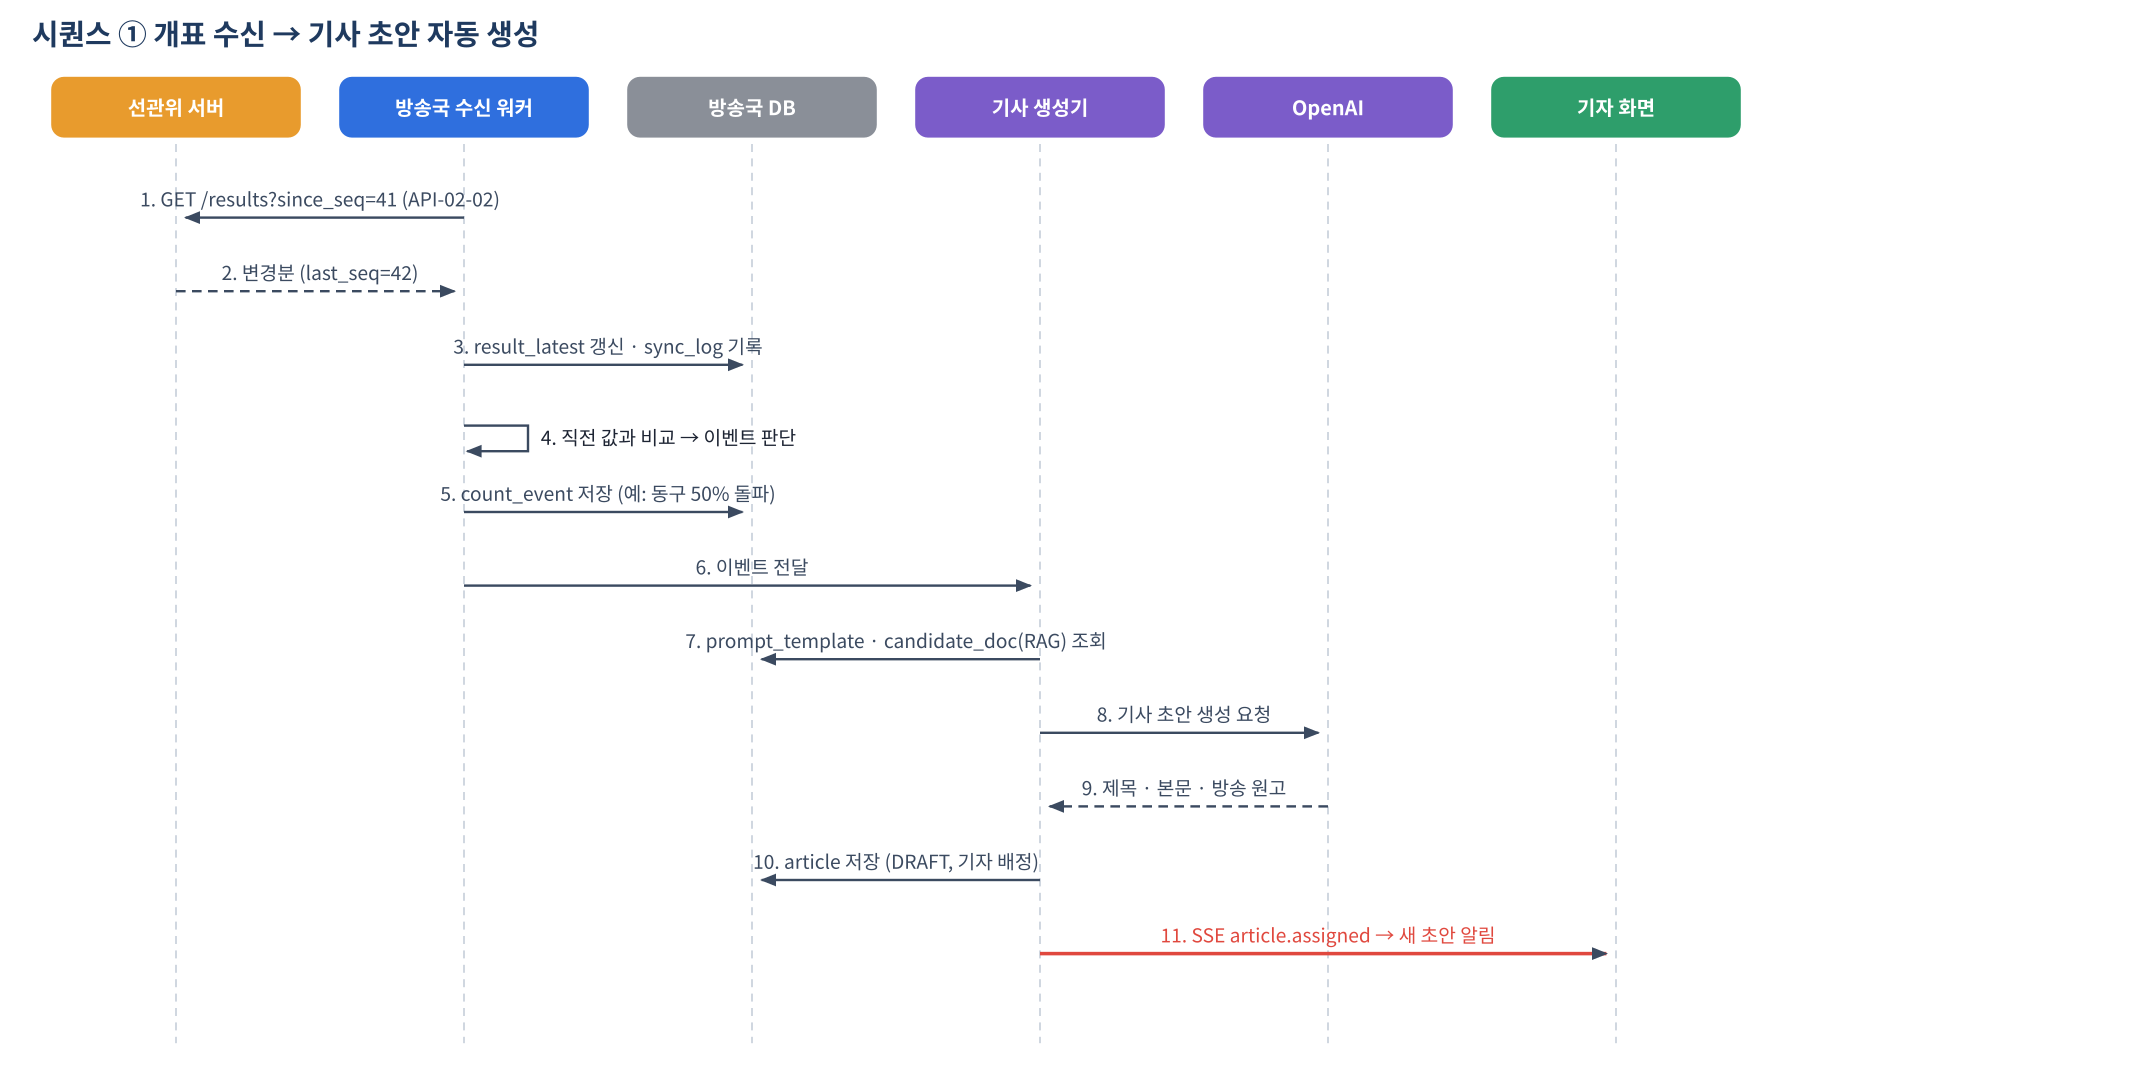 시퀀스 ① 개표 수신 → 기사 초안 자동 생성
선관위 서버
방송국 수신 워커
방송국 DB
기사 생성기
OpenAI
기자 화면
1. GET /results?since_seq=41 (API-02-02)
2. 변경분 (last_seq=42)
3. result_latest 갱신 · sync_log 기록
4. 직전 값과 비교 → 이벤트 판단
5. count_event 저장 (예: 동구 50% 돌파)
6. 이벤트 전달
7. prompt_template · candidate_doc(RAG) 조회
8. 기사 초안 생성 요청
9. 제목 · 본문 · 방송 원고
10. article 저장 (DRAFT, 기자 배정)
11. SSE article.assigned → 새 초안 알림